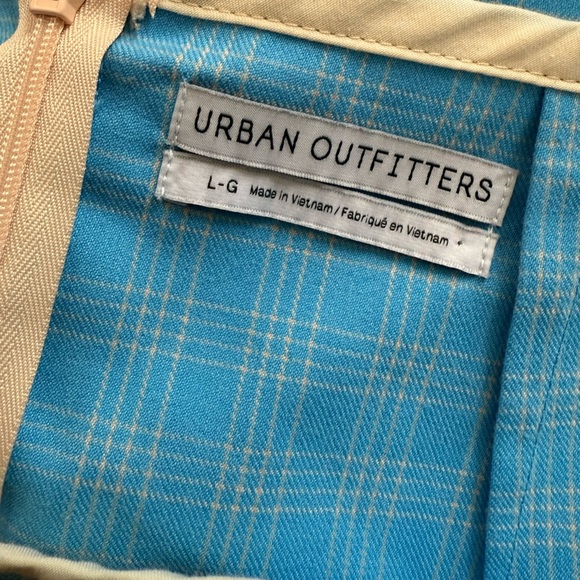 URBAN OUTFITTERS
L-G Made in Vietnam / Fabriqué en Vietnam